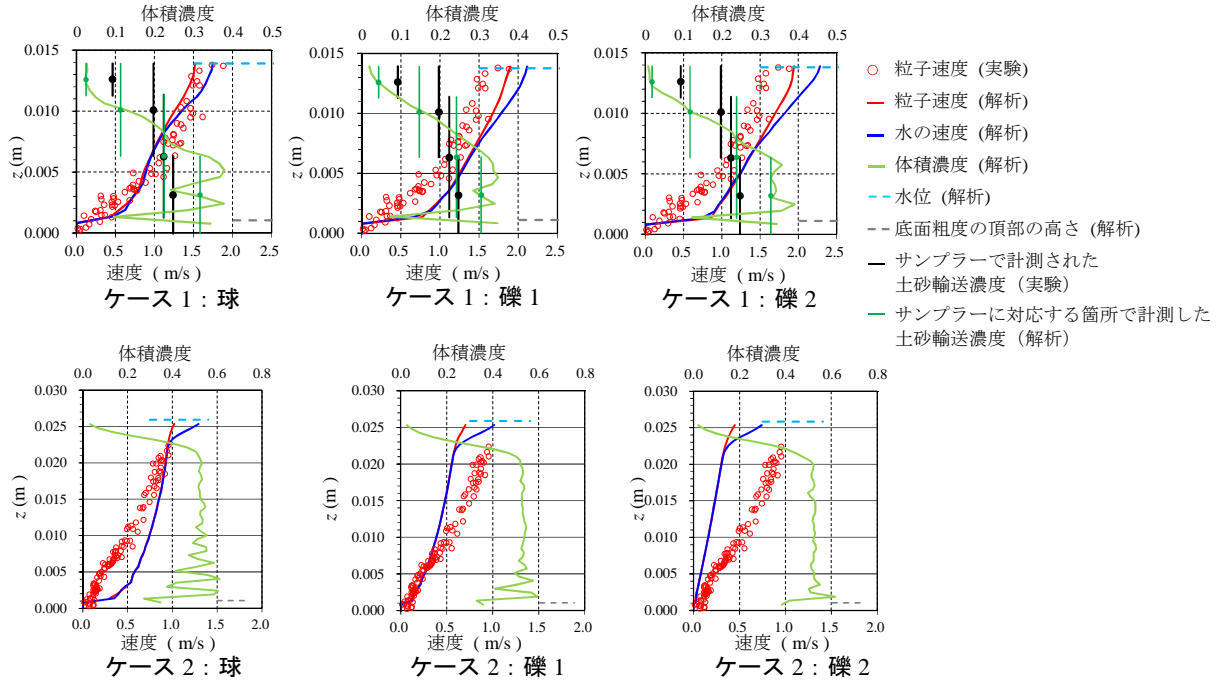 体積濃度
0 0.1 0.2 0.3 0.4 0.5
0.015
0.010
0.005
0.000
z (m)
0.0 0.5 1.0 1.5 2.0 2.5
速度 ( m/s )
ケース 1：球
体積濃度
0 0.1 0.2 0.3 0.4 0.5
0.015
0.010
0.005
0.000
z (m)
0.0 0.5 1.0 1.5 2.0 2.5
速度 ( m/s )
ケース 1：礫 1
体積濃度
0 0.1 0.2 0.3 0.4 0.5
0.015
0.010
0.005
0.000
z (m)
0.0 0.5 1.0 1.5 2.0 2.5
速度 ( m/s )
ケース 1：礫 2
粒子速度 (実験)
粒子速度 (解析)
水の速度 (解析)
体積濃度 (解析)
水位 (解析)
底面粗度の頂部の高さ (解析)
サンプラーで計測された
土砂輸送濃度（実験）
サンプラーに対応する箇所で計測した
土砂輸送濃度（解析）
体積濃度
0.0 0.2 0.4 0.6 0.8
0.030
0.025
0.020
0.015
0.010
0.005
0.000
z (m )
0.0 0.5 1.0 1.5 2.0
速度 ( m/s )
ケース 2：球
体積濃度
0.0 0.2 0.4 0.6 0.8
0.030
0.025
0.020
0.015
0.010
0.005
0.000
z (m )
0.0 0.5 1.0 1.5 2.0
速度 ( m/s )
ケース 2：礫 1
体積濃度
0.0 0.2 0.4 0.6 0.8
0.030
0.025
0.020
0.015
0.010
0.005
0.000
z (m )
0.0 0.5 1.0 1.5 2.0
速度 ( m/s )
ケース 2：礫 2